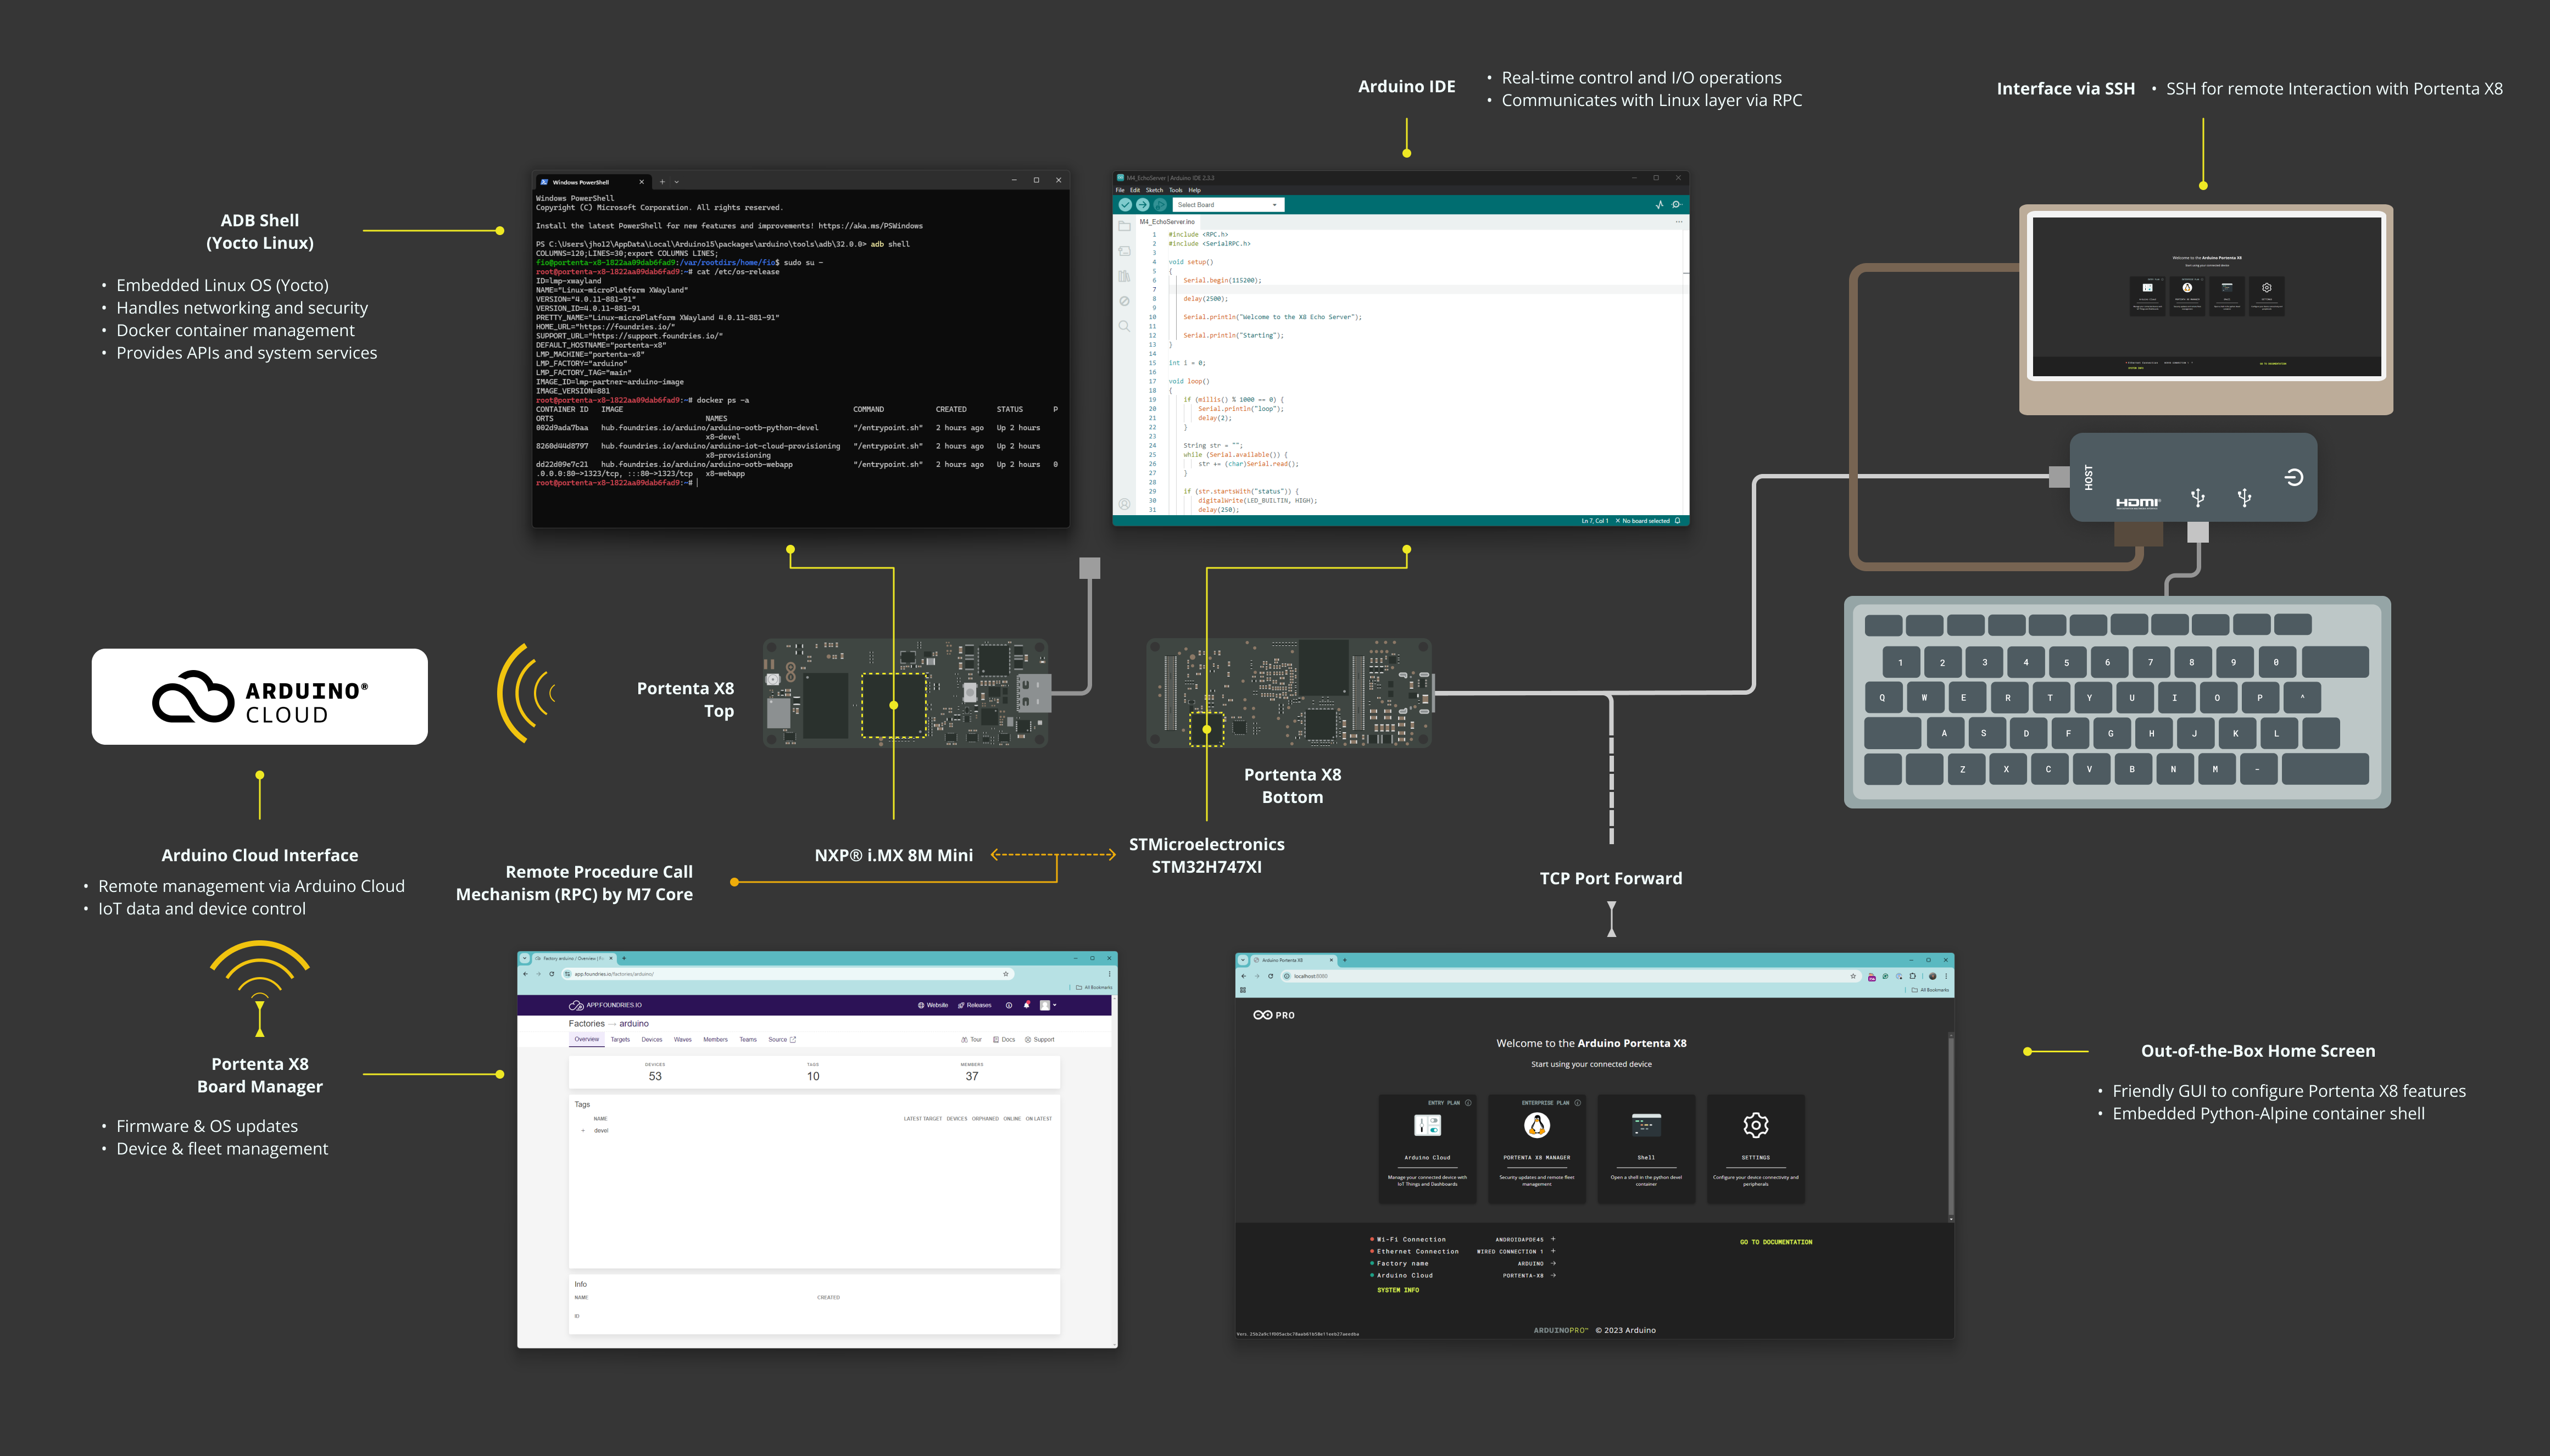 Arduino IDE
• Real-time control and I/O operations
• Communicates with Linux layer via RPC
Interface via SSH • SSH for remote Interaction with Portenta X8
ADB Shell
(Yocto Linux)
• Embedded Linux OS (Yocto)
• Handles networking and security
• Docker container management
• Provides APIs and system services
Windows PowerShell
Windows PowerShell
Copyright (C) Microsoft Corporation. All rights reserved.
Install the latest PowerShell for new features and improvements! https://aka.ms/PSWindows
PS C:\Users\jho12\AppData\Local\Arduino15\packages\arduino\tools\adb\32.0.0> adb shell
COLUMNS=120;LINES=30;export COLUMNS LINES;
fio@portenta-x8-1822aa09dab6fad9:/var/rootdirs/home/fio$ sudo su -
root@portenta-x8-1822aa09dab6fad9:~# cat /etc/os-release
ID=lmp-xwayland
NAME="Linux-microPlatform XWayland"
VERSION="4.0.11-881-91"
VERSION_ID=4.0.11-881-91
PRETTY_NAME="Linux-microPlatform XWayland 4.0.11-881-91"
HOME_URL="https://foundries.io/"
SUPPORT_URL="https://support.foundries.io/"
DEFAULT_HOSTNAME="portenta-x8"
LMP_MACHINE="portenta-x8"
LMP_FACTORY="arduino"
LMP_FACTORY_TAG="main"
IMAGE_ID=lmp-partner-arduino-image
IMAGE_VERSION=881
root@portenta-x8-1822aa09dab6fad9:~# docker ps -a
CONTAINER ID IMAGE COMMAND CREATED STATUS P
ORTS NAMES
002d9ada7baa hub.foundries.io/arduino/arduino-ootb-python-devel "/entrypoint.sh" 2 hours ago Up 2 hours
x8-devel
8260d44d8797 hub.foundries.io/arduino/arduino-iot-cloud-provisioning "/entrypoint.sh" 2 hours ago Up 2 hours
x8-provisioning
dd22d09e7c21 hub.foundries.io/arduino/arduino-ootb-webapp "/entrypoint.sh" 2 hours ago Up 2 hours 0
.0.0.0:80->1323/tcp, :::80->1323/tcp x8-webapp
root@portenta-x8-1822aa09dab6fad9:~#
M4_EchoServer | Arduino IDE 2.3.2
File Edit Sketch Tools Help
Select Board
M4_EchoServer.ino
1 #include <RPC.h>
2 #include <SerialRPC.h>
3
4 void setup()
5 {
6 Serial.begin(115200);
7
8 delay(2500);
9
10 Serial.println("Welcome to the X8 Echo Server");
11
12 Serial.println("Starting");
13 }
14
15 int i = 0;
16
17 void loop()
18 {
19 if (millis() % 1000 == 0) {
20 Serial.println("loop");
21 delay(2);
22 }
23
24 String str = "";
25 while (Serial.available()) {
26 str += (char)Serial.read();
27 }
28
29 if (str.startsWith("status")) {
30 digitalWrite(LED_BUILTIN, HIGH);
31 delay(250);
Ln 7, Col 1 × No board selected
Welcome to the Arduino Portenta X8
Start using your connected device
HOST
HDMI
1 2 3 4 5 6 7 8 9 0
Q W E R T Y U I O P ^
A S D F G H J K L
Z X C V B N M -
ARDUINO®
CLOUD
Portenta X8
Top
Portenta X8
Bottom
Arduino Cloud Interface
• Remote management via Arduino Cloud
• IoT data and device control
NXP® i.MX 8M Mini
STMicroelectronics
STM32H747XI
Remote Procedure Call
Mechanism (RPC) by M7 Core
TCP Port Forward
Portenta X8
Board Manager
• Firmware & OS updates
• Device & fleet management
Factory arduino / Overview | F
app.foundries.io/factories/arduino/
All Bookmarks
APP.FOUNDRIES.IO
Website Releases
Factories → arduino
Overview Targets Devices Waves Members Teams Source
Tour Docs Support
DEVICES TAGS MEMBERS
53 10 37
Tags
NAME LATEST TARGET DEVICES ORPHANED ONLINE ON LATEST
+ devel
Info
NAME CREATED
ID
Arduino Portenta X8
localhost:8080
All Bookmarks
PRO
Welcome to the Arduino Portenta X8
Start using your connected device
ENTRY PLAN
Arduino Cloud
Manage your connected device with
IoT Things and Dashboards
ENTERPRISE PLAN
PORTENTA X8 MANAGER
Security updates and remote fleet
management
Shell
Open a shell in the python devel
container
SETTINGS
Configure your device connectivity and
peripherals
Wi-Fi Connection ANDROIDAPDE45 +
Ethernet Connection WIRED CONNECTION 1 +
Factory name ARDUINO →
Arduino Cloud PORTENTA-X8 →
SYSTEM INFO
GO TO DOCUMENTATION
ARDUINOPRO™ © 2023 Arduino
Out-of-the-Box Home Screen
• Friendly GUI to configure Portenta X8 features
• Embedded Python-Alpine container shell